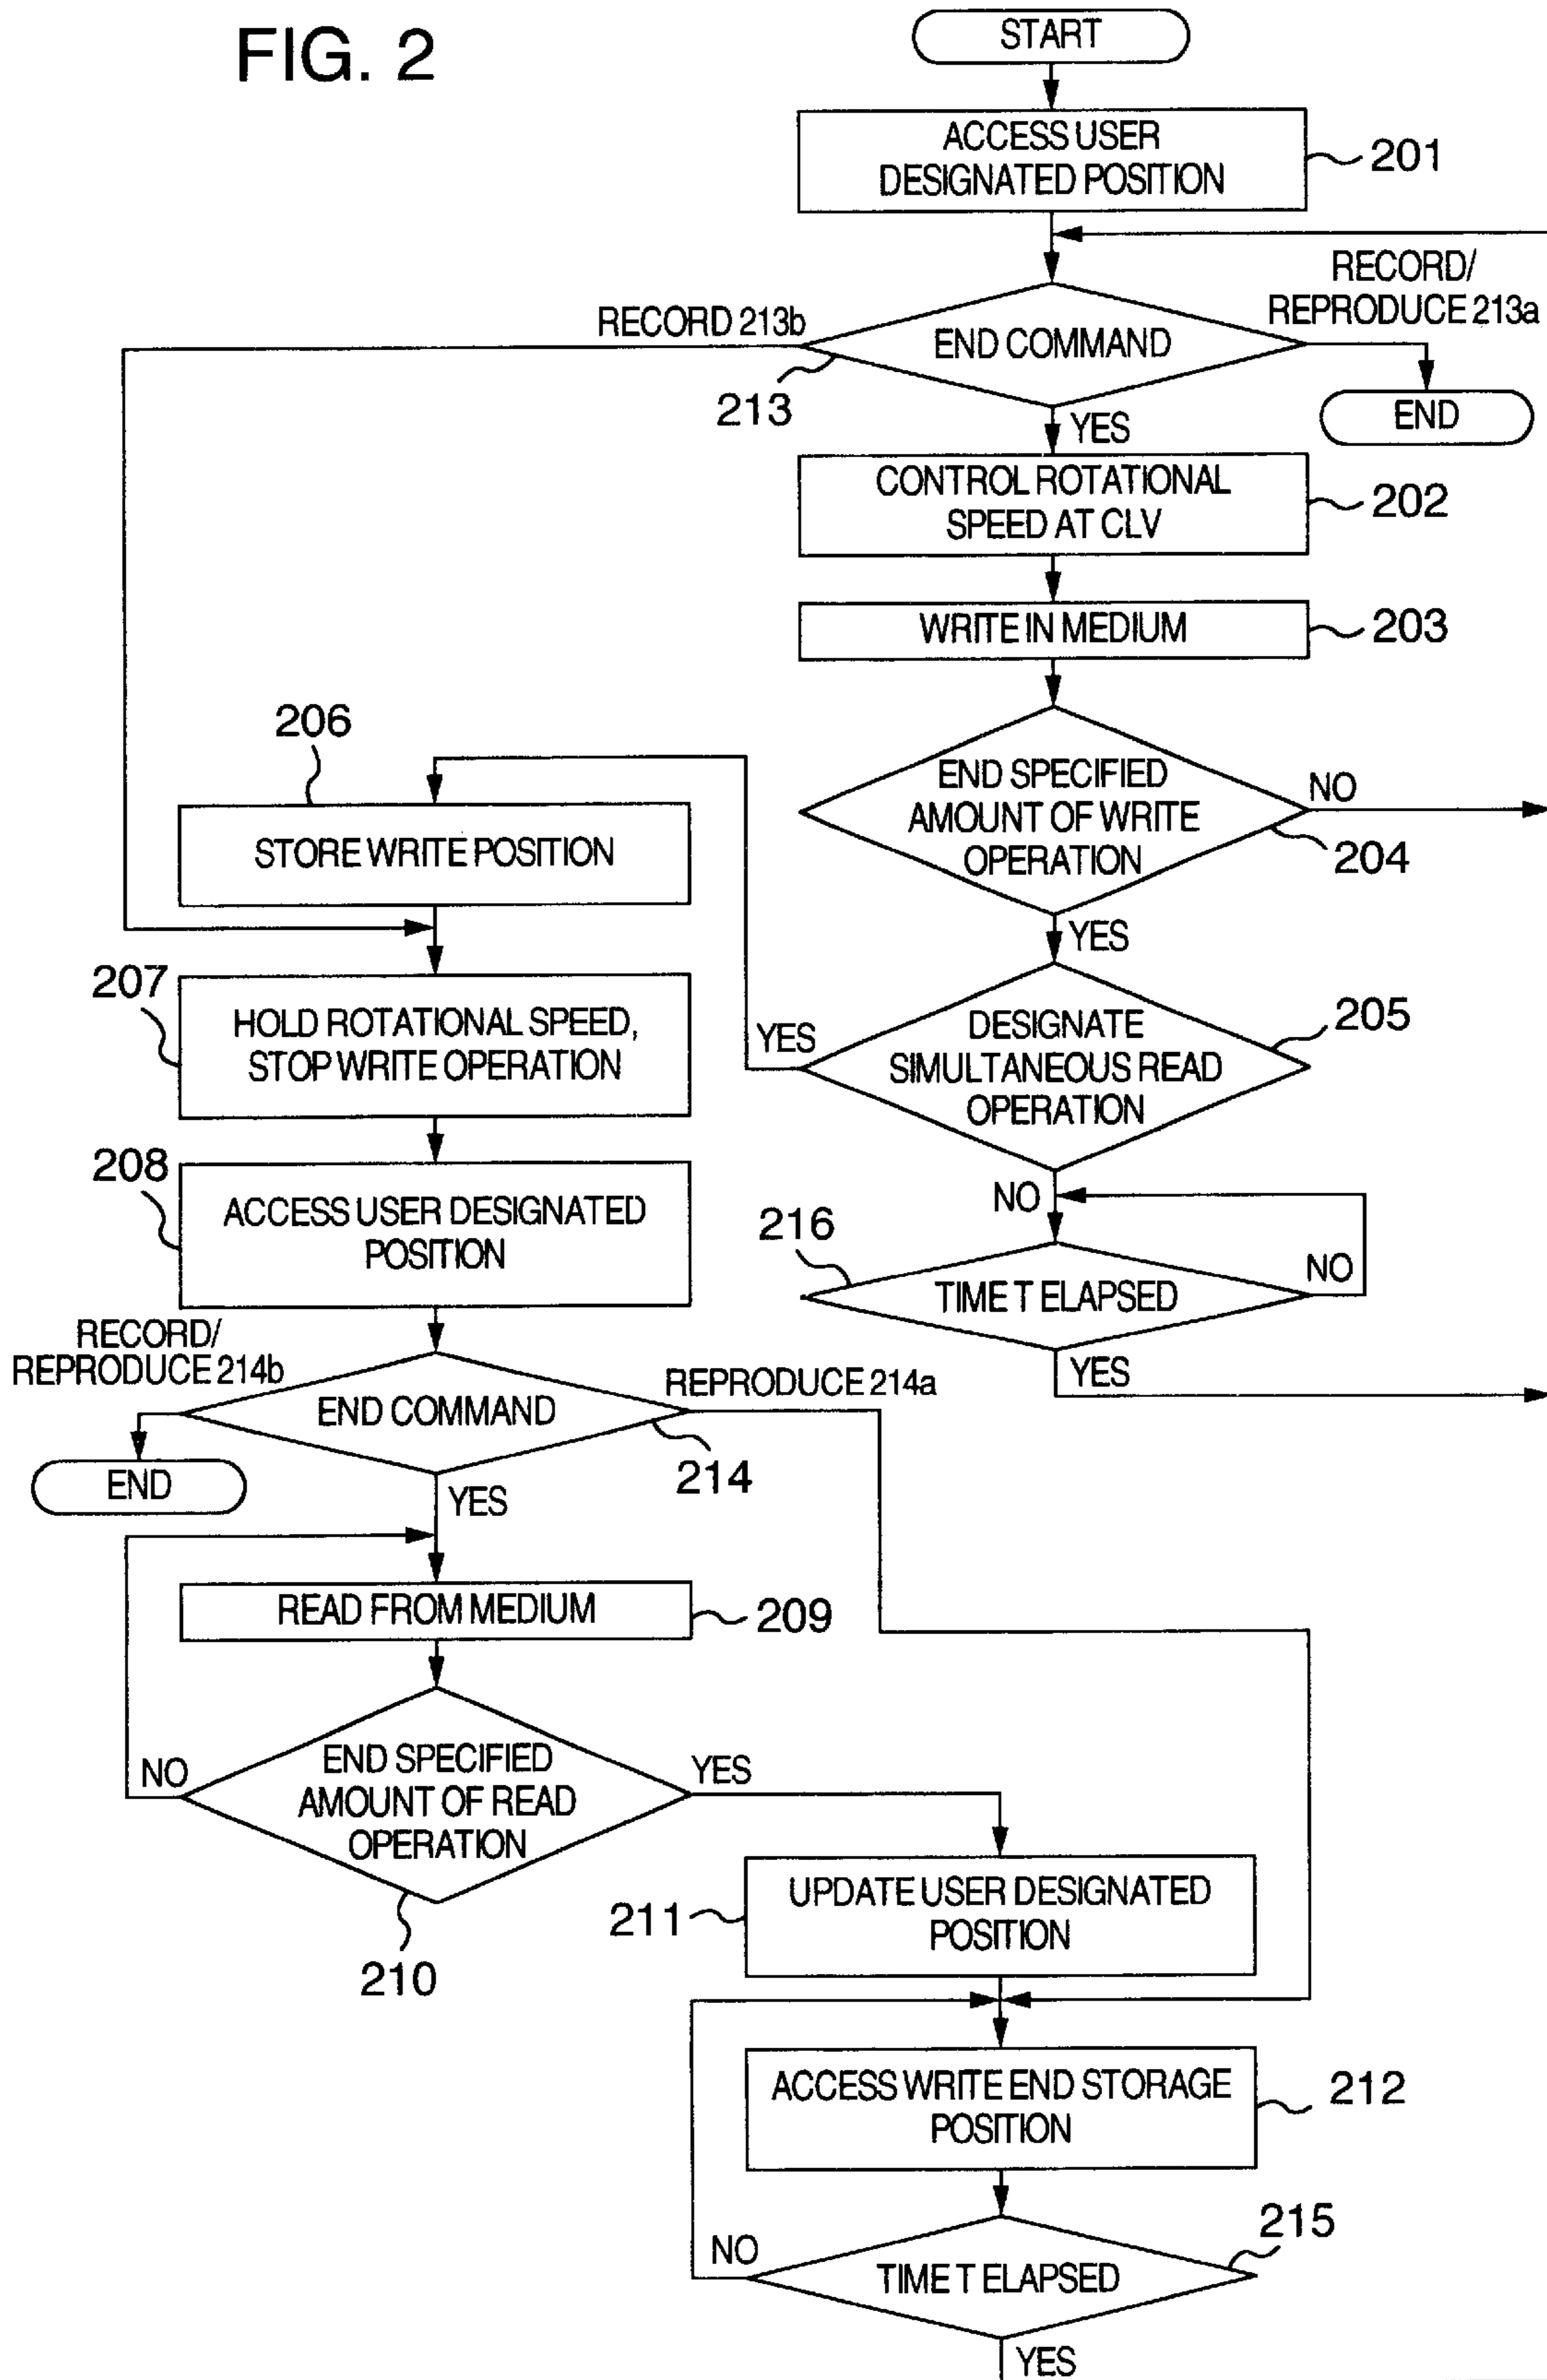 FIG. 2
START
ACCESS USER
DESIGNATED POSITION
201
RECORD/
REPRODUCE 213a
RECORD 213b
END COMMAND
213
END
YES
CONTROL ROTATIONAL
SPEED AT CLV
202
WRITE IN MEDIUM
203
206
END SPECIFIED
AMOUNT OF WRITE
OPERATION
NO
204
STORE WRITE POSITION
YES
207
HOLD ROTATIONAL SPEED,
STOP WRITE OPERATION
YES
DESIGNATE
SIMULTANEOUS READ
OPERATION
205
208
ACCESS USER DESIGNATED
POSITION
NO
216
TIME T ELAPSED
NO
YES
RECORD/
REPRODUCE 214b
REPRODUCE 214a
END COMMAND
214
END
YES
READ FROM MEDIUM
209
NO
END SPECIFIED
AMOUNT OF READ
OPERATION
YES
210
211
UPDATE USER DESIGNATED
POSITION
ACCESS WRITE END STORAGE
POSITION
212
215
NO
TIME T ELAPSED
YES